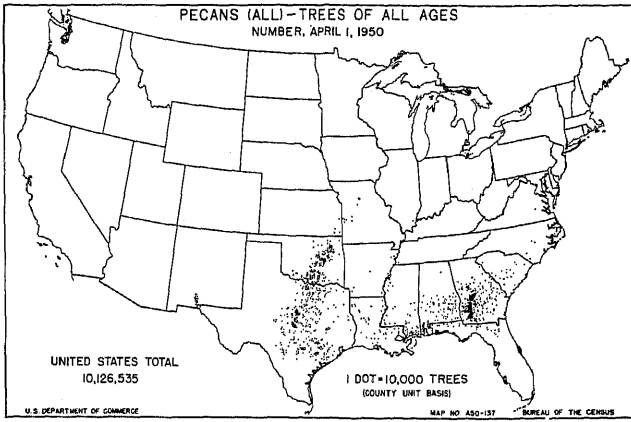 PECANS (ALL)-TREES OF ALL AGES
NUMBER, APRIL 1, 1950
UNITED STATES TOTAL
10,126,535
1 DOT=10,000 TREES
(COUNTY UNIT BASIS)
U.S. DEPARTMENT OF COMMERCE
MAP NO. A50-137
BUREAU OF THE CENSUS